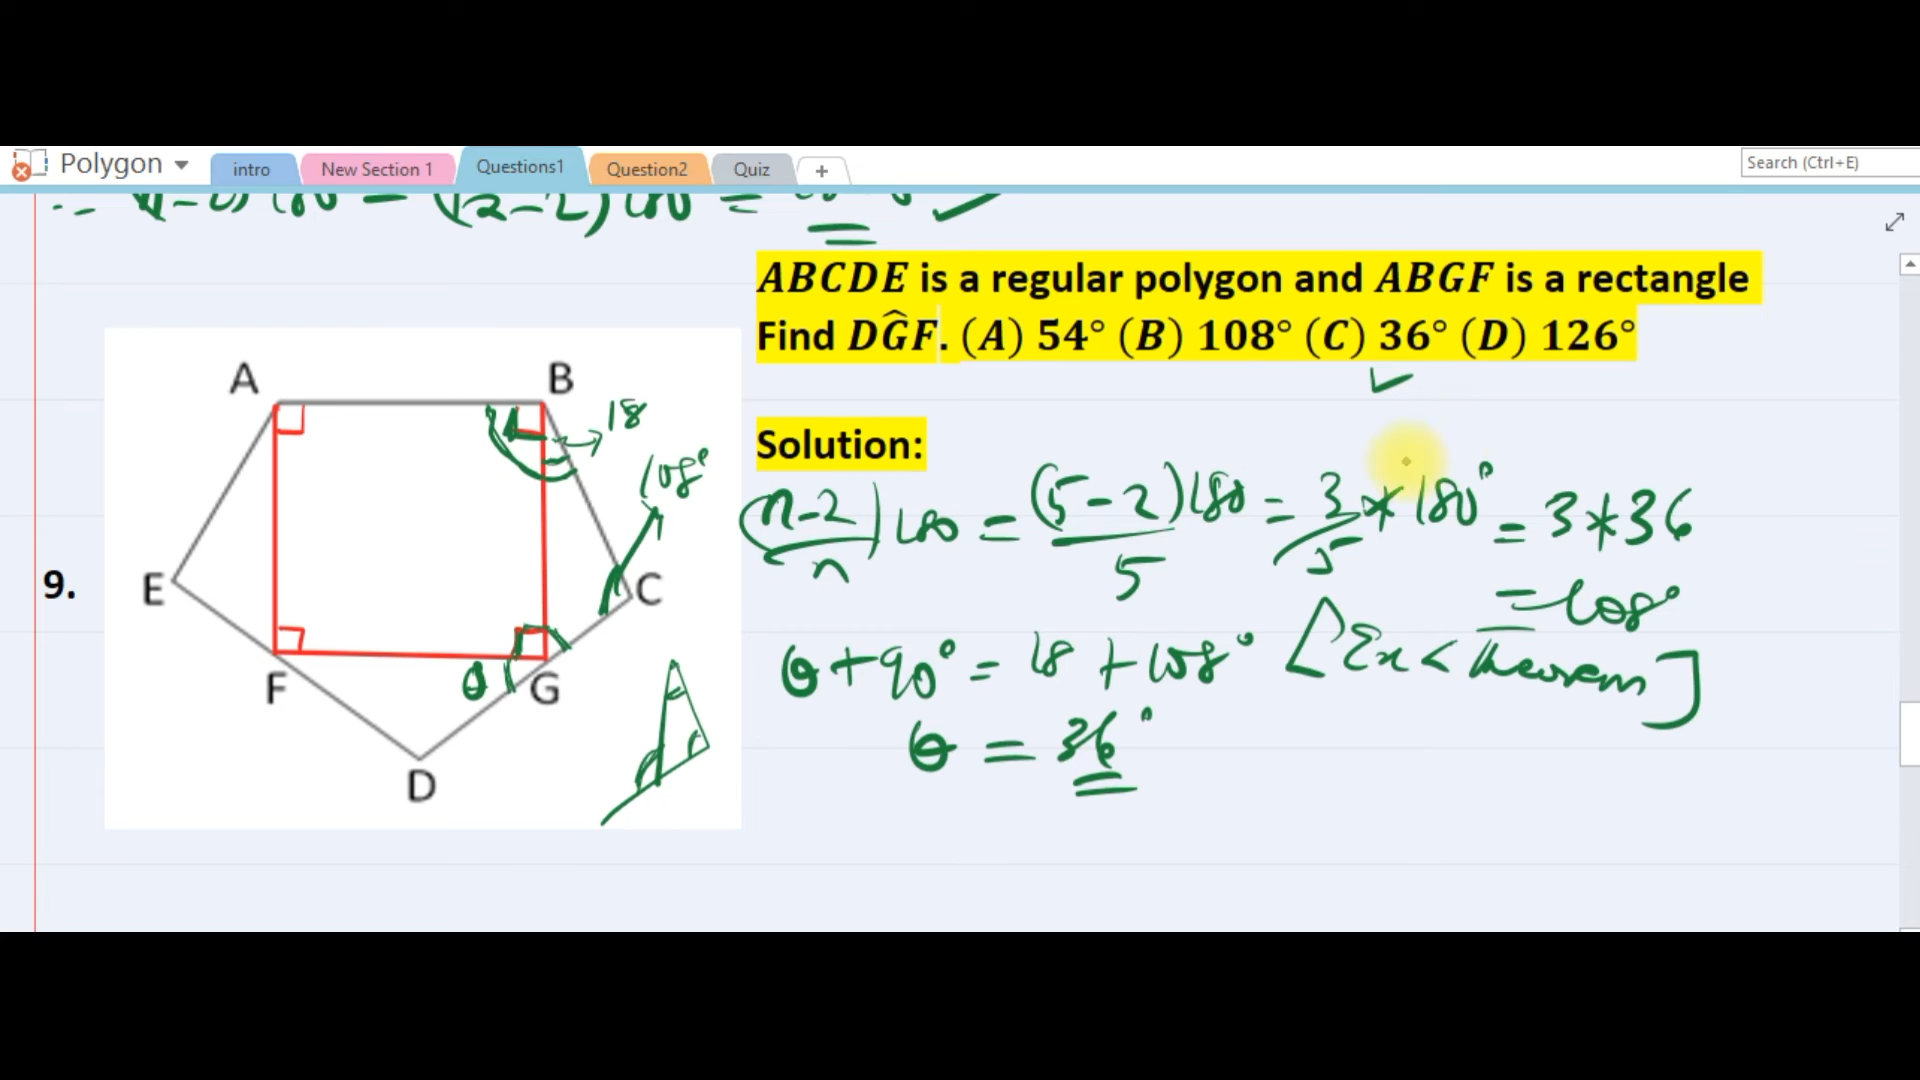 Polygon
intro
New Section 1
Questions1
Question2
Quiz
+
Search (Ctrl+E)
ABCDE is a regular polygon and ABGF is a rectangle
Find DĜF. (A) 54° (B) 108° (C) 36° (D) 126°
✓
Solution:
(n-2)/n) 180 = (5-2)180/5 = 3/5 * 180° = 3*36
= 108°
θ + 90° = 18 + 108° [Ex < theorem]
θ = 36°
9.
A
B
18
108°
E
C
F
θ
G
D